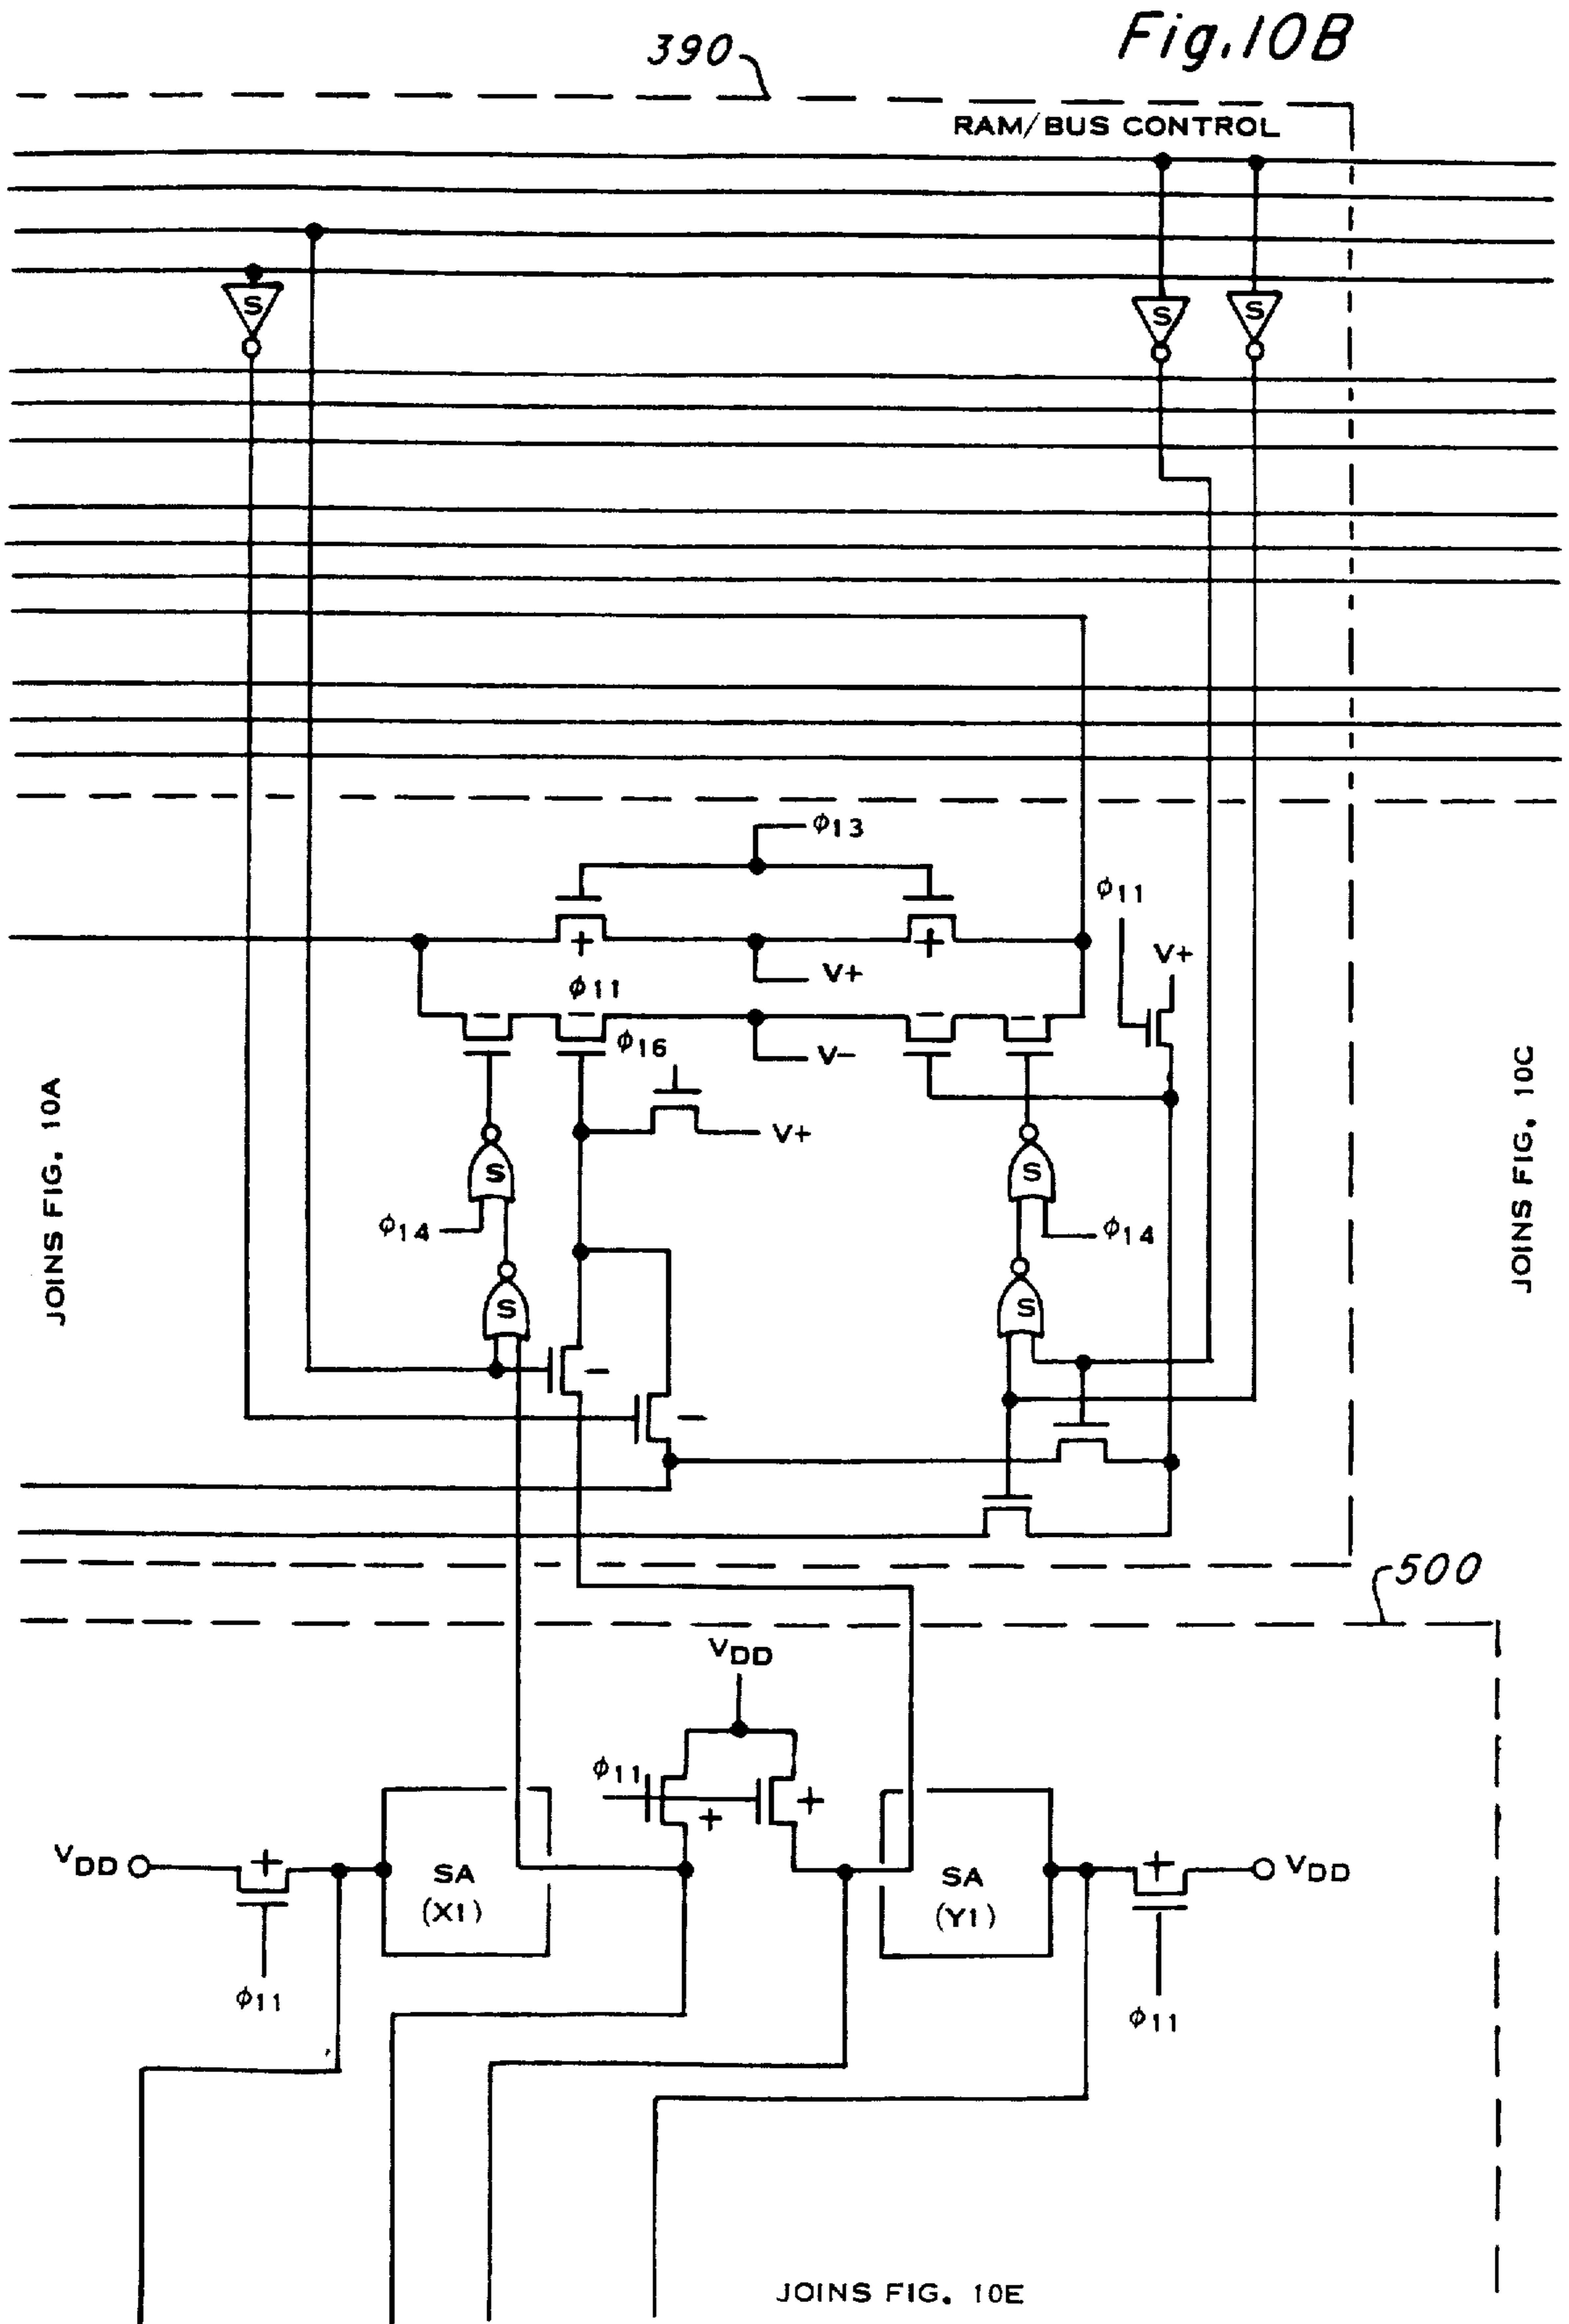 Fig. 10B
390
RAM/BUS CONTROL
S
S
S
ϕ13
ϕ11
V+
V+
ϕ11
ϕ16
V-
V+
JOINS FIG. 10A
JOINS FIG. 10C
S
S
ϕ14
ϕ14
S
S
500
VDD
ϕ11
VDD
SA
(X1)
SA
(Y1)
VDD
ϕ11
ϕ11
JOINS FIG. 10E